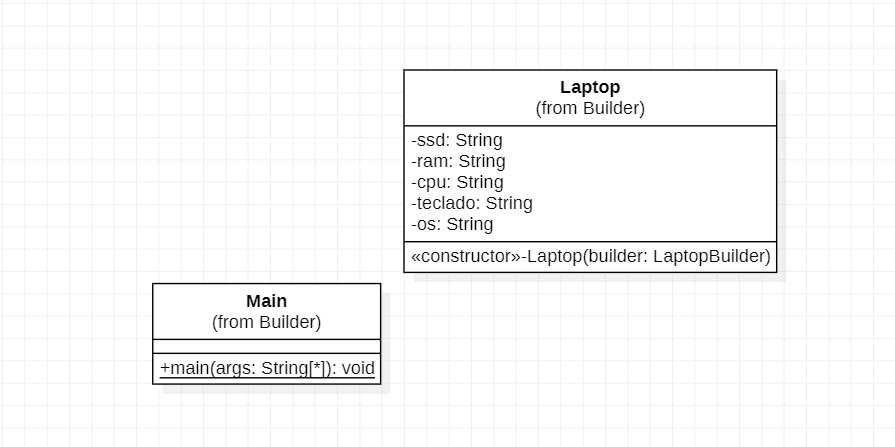 Laptop
(from Builder)
-ssd: String
-ram: String
-cpu: String
-teclado: String
-os: String
«constructor»-Laptop(builder: LaptopBuilder)
Main
(from Builder)
+main(args: String[*]): void